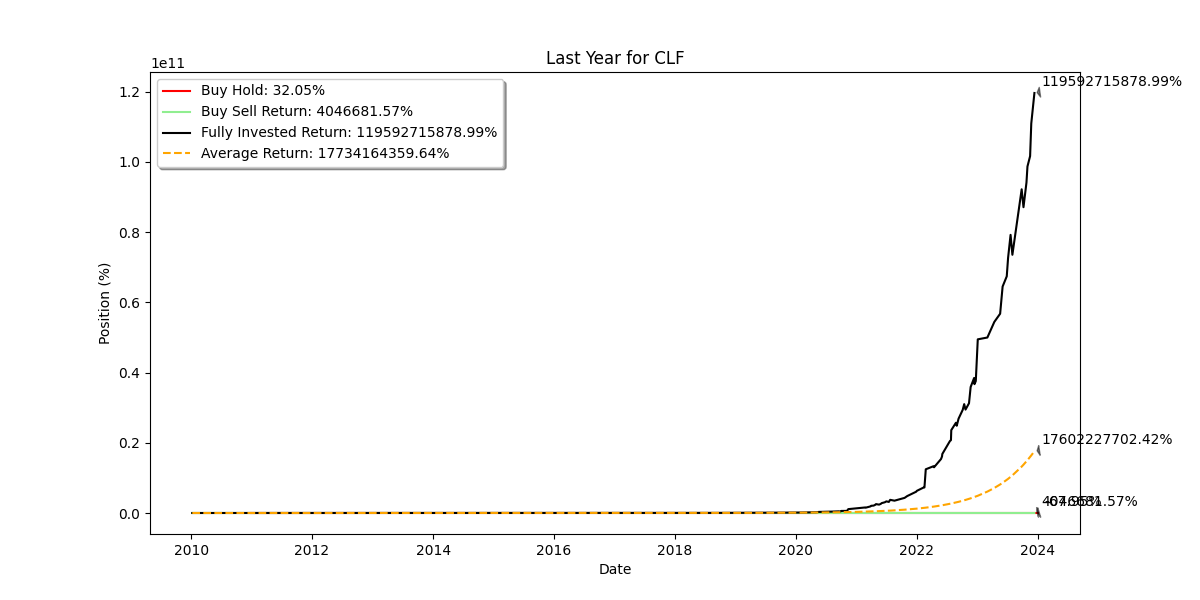 Last Year for CLF
1e11
Buy Hold: 32.05%
Buy Sell Return: 4046681.57%
Fully Invested Return: 119592715878.99%
Average Return: 17734164359.64%
119592715878.99%
17602227702.42%
4046681.57%
1.2
1.0
0.8
0.6
0.4
0.2
0.0
Position (%)
2010 2012 2014 2016 2018 2020 2022 2024
Date